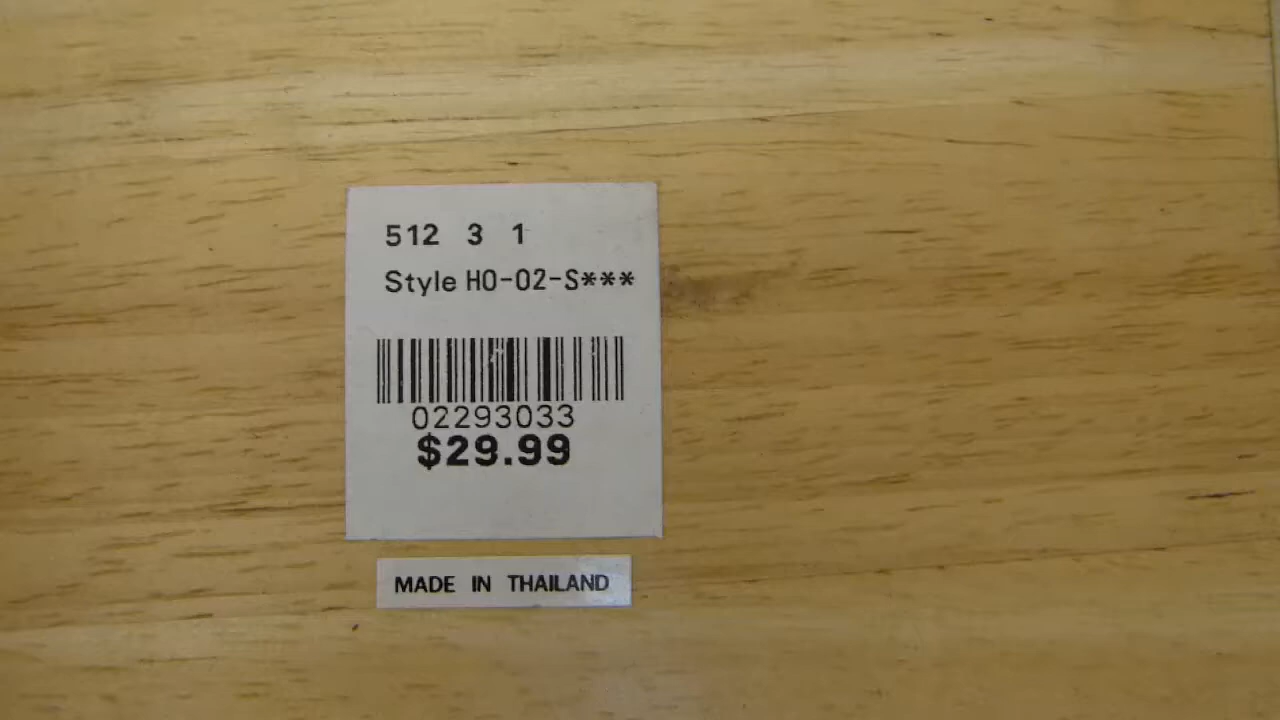 512 3 1
Style HO-02-S***
02293033
$29.99
MADE IN THAILAND